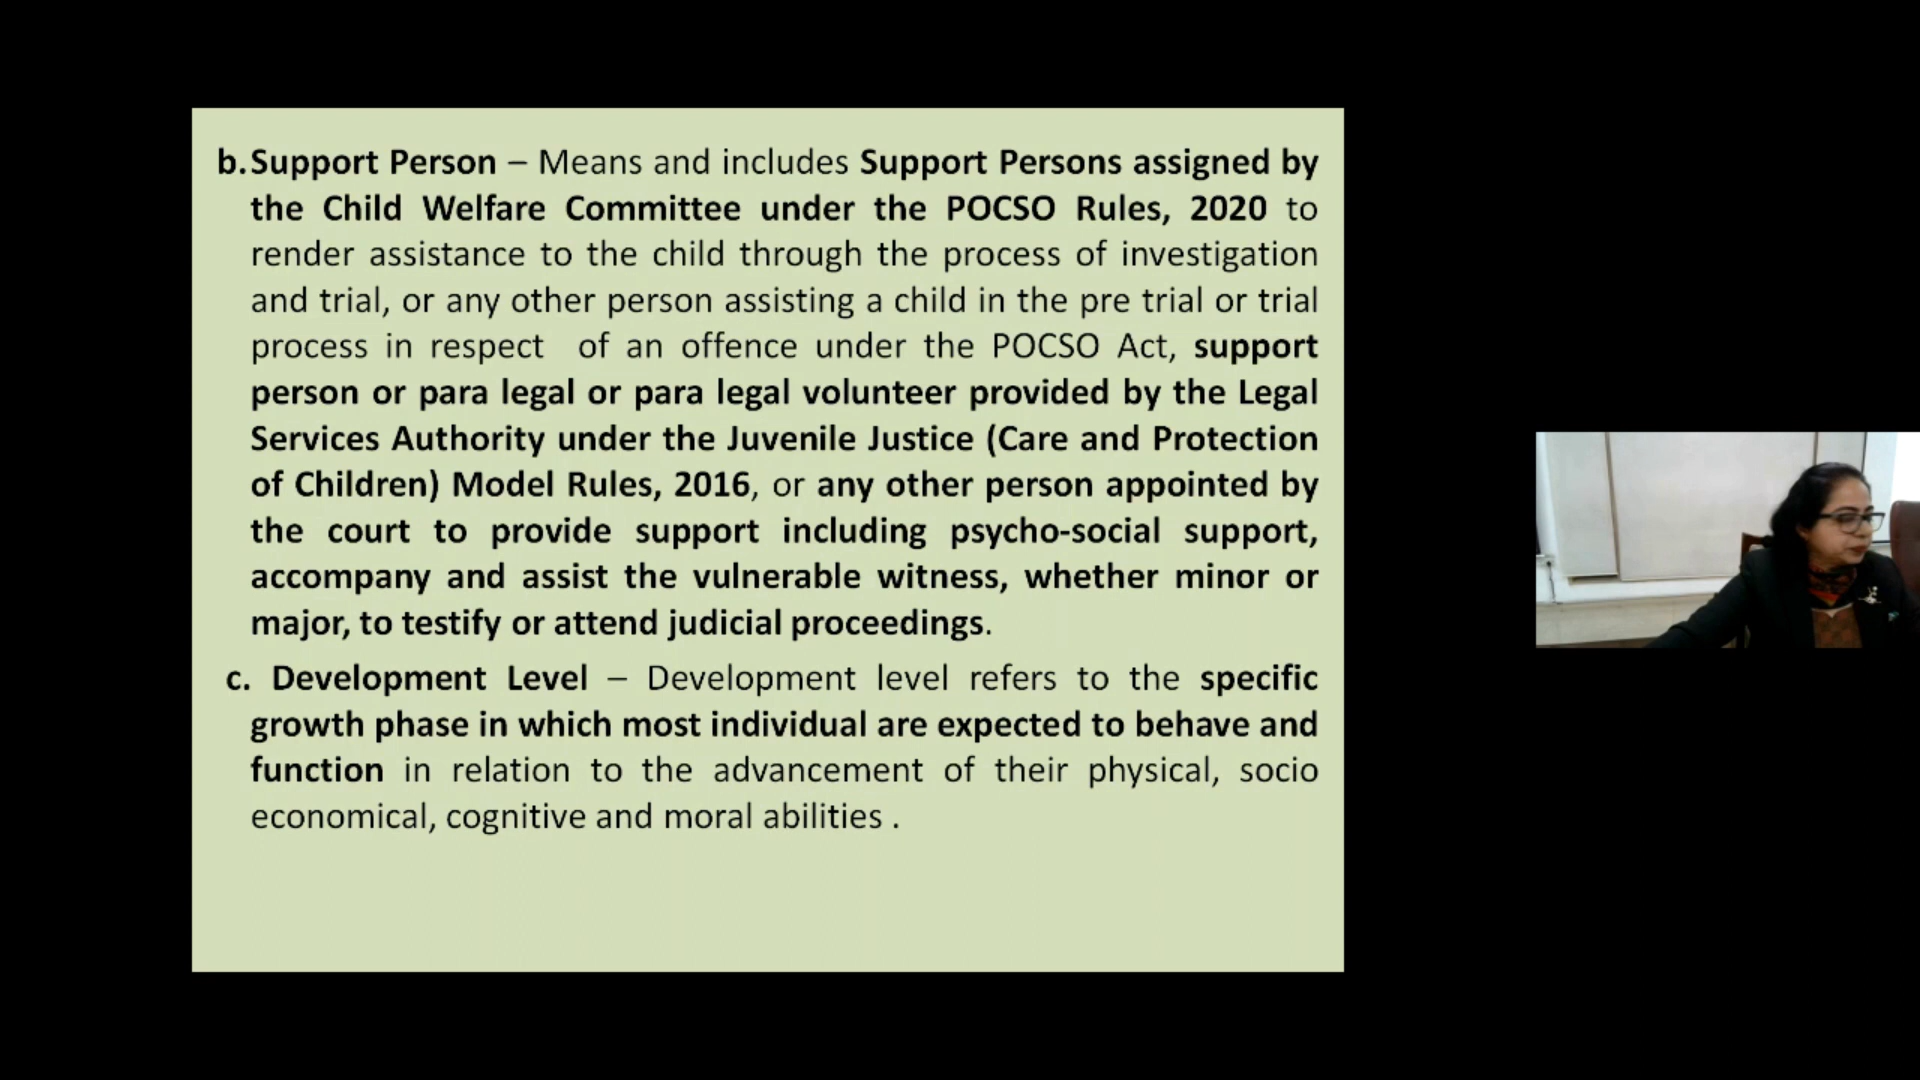 b. Support Person – Means and includes Support Persons assigned by
the Child Welfare Committee under the POCSO Rules, 2020 to
render assistance to the child through the process of investigation
and trial, or any other person assisting a child in the pre trial or trial
process in respect of an offence under the POCSO Act, support
person or para legal or para legal volunteer provided by the Legal
Services Authority under the Juvenile Justice (Care and Protection
of Children) Model Rules, 2016, or any other person appointed by
the court to provide support including psycho-social support,
accompany and assist the vulnerable witness, whether minor or
major, to testify or attend judicial proceedings.
c. Development Level – Development level refers to the specific
growth phase in which most individual are expected to behave and
function in relation to the advancement of their physical, socio
economical, cognitive and moral abilities .